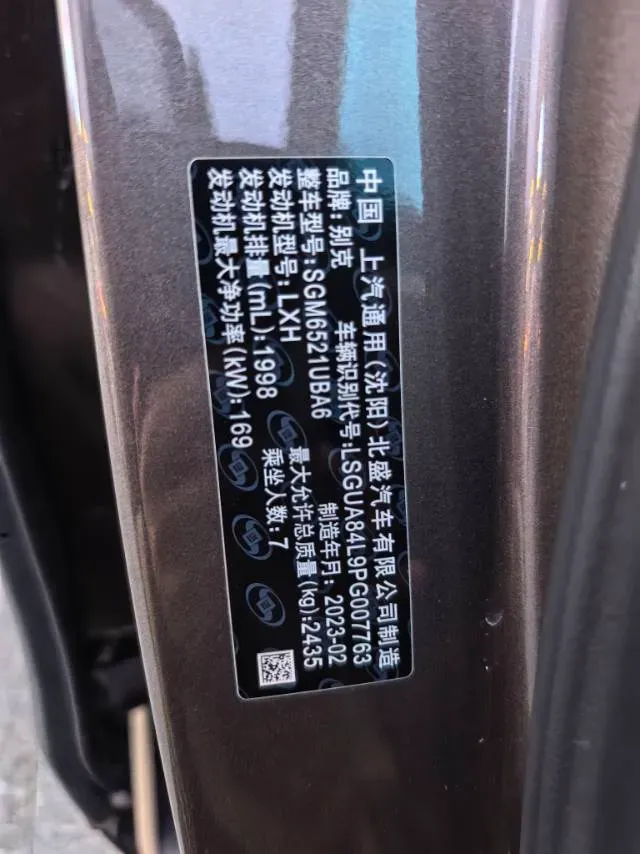 中国 上汽通用(沈阳)北盛汽车有限公司制造
品牌:别克 车辆识别代号:LSGUA84L9PG007763
整车型号:SGM6521UBA6 制造年月:2023-02
发动机型号:LXH 最大允许总质量(kg):2435
发动机排量(mL):1998 乘坐人数:7
发动机最大净功率(kW):169